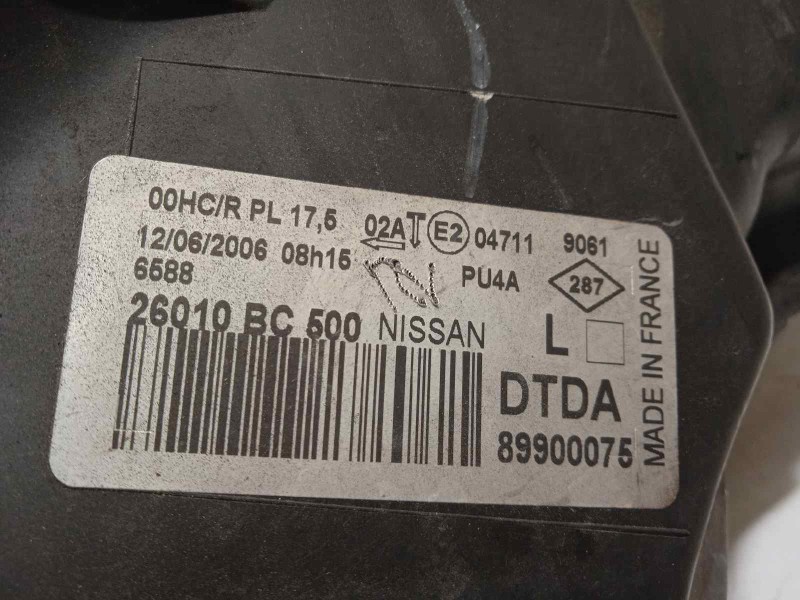 00HC/R PL 17,5 02A E2 04711 9061
12/06/2006 08h15 PU4A 287
6588
26010 BC 500 NISSAN L
DTDA
89900075
MADE IN FRANCE